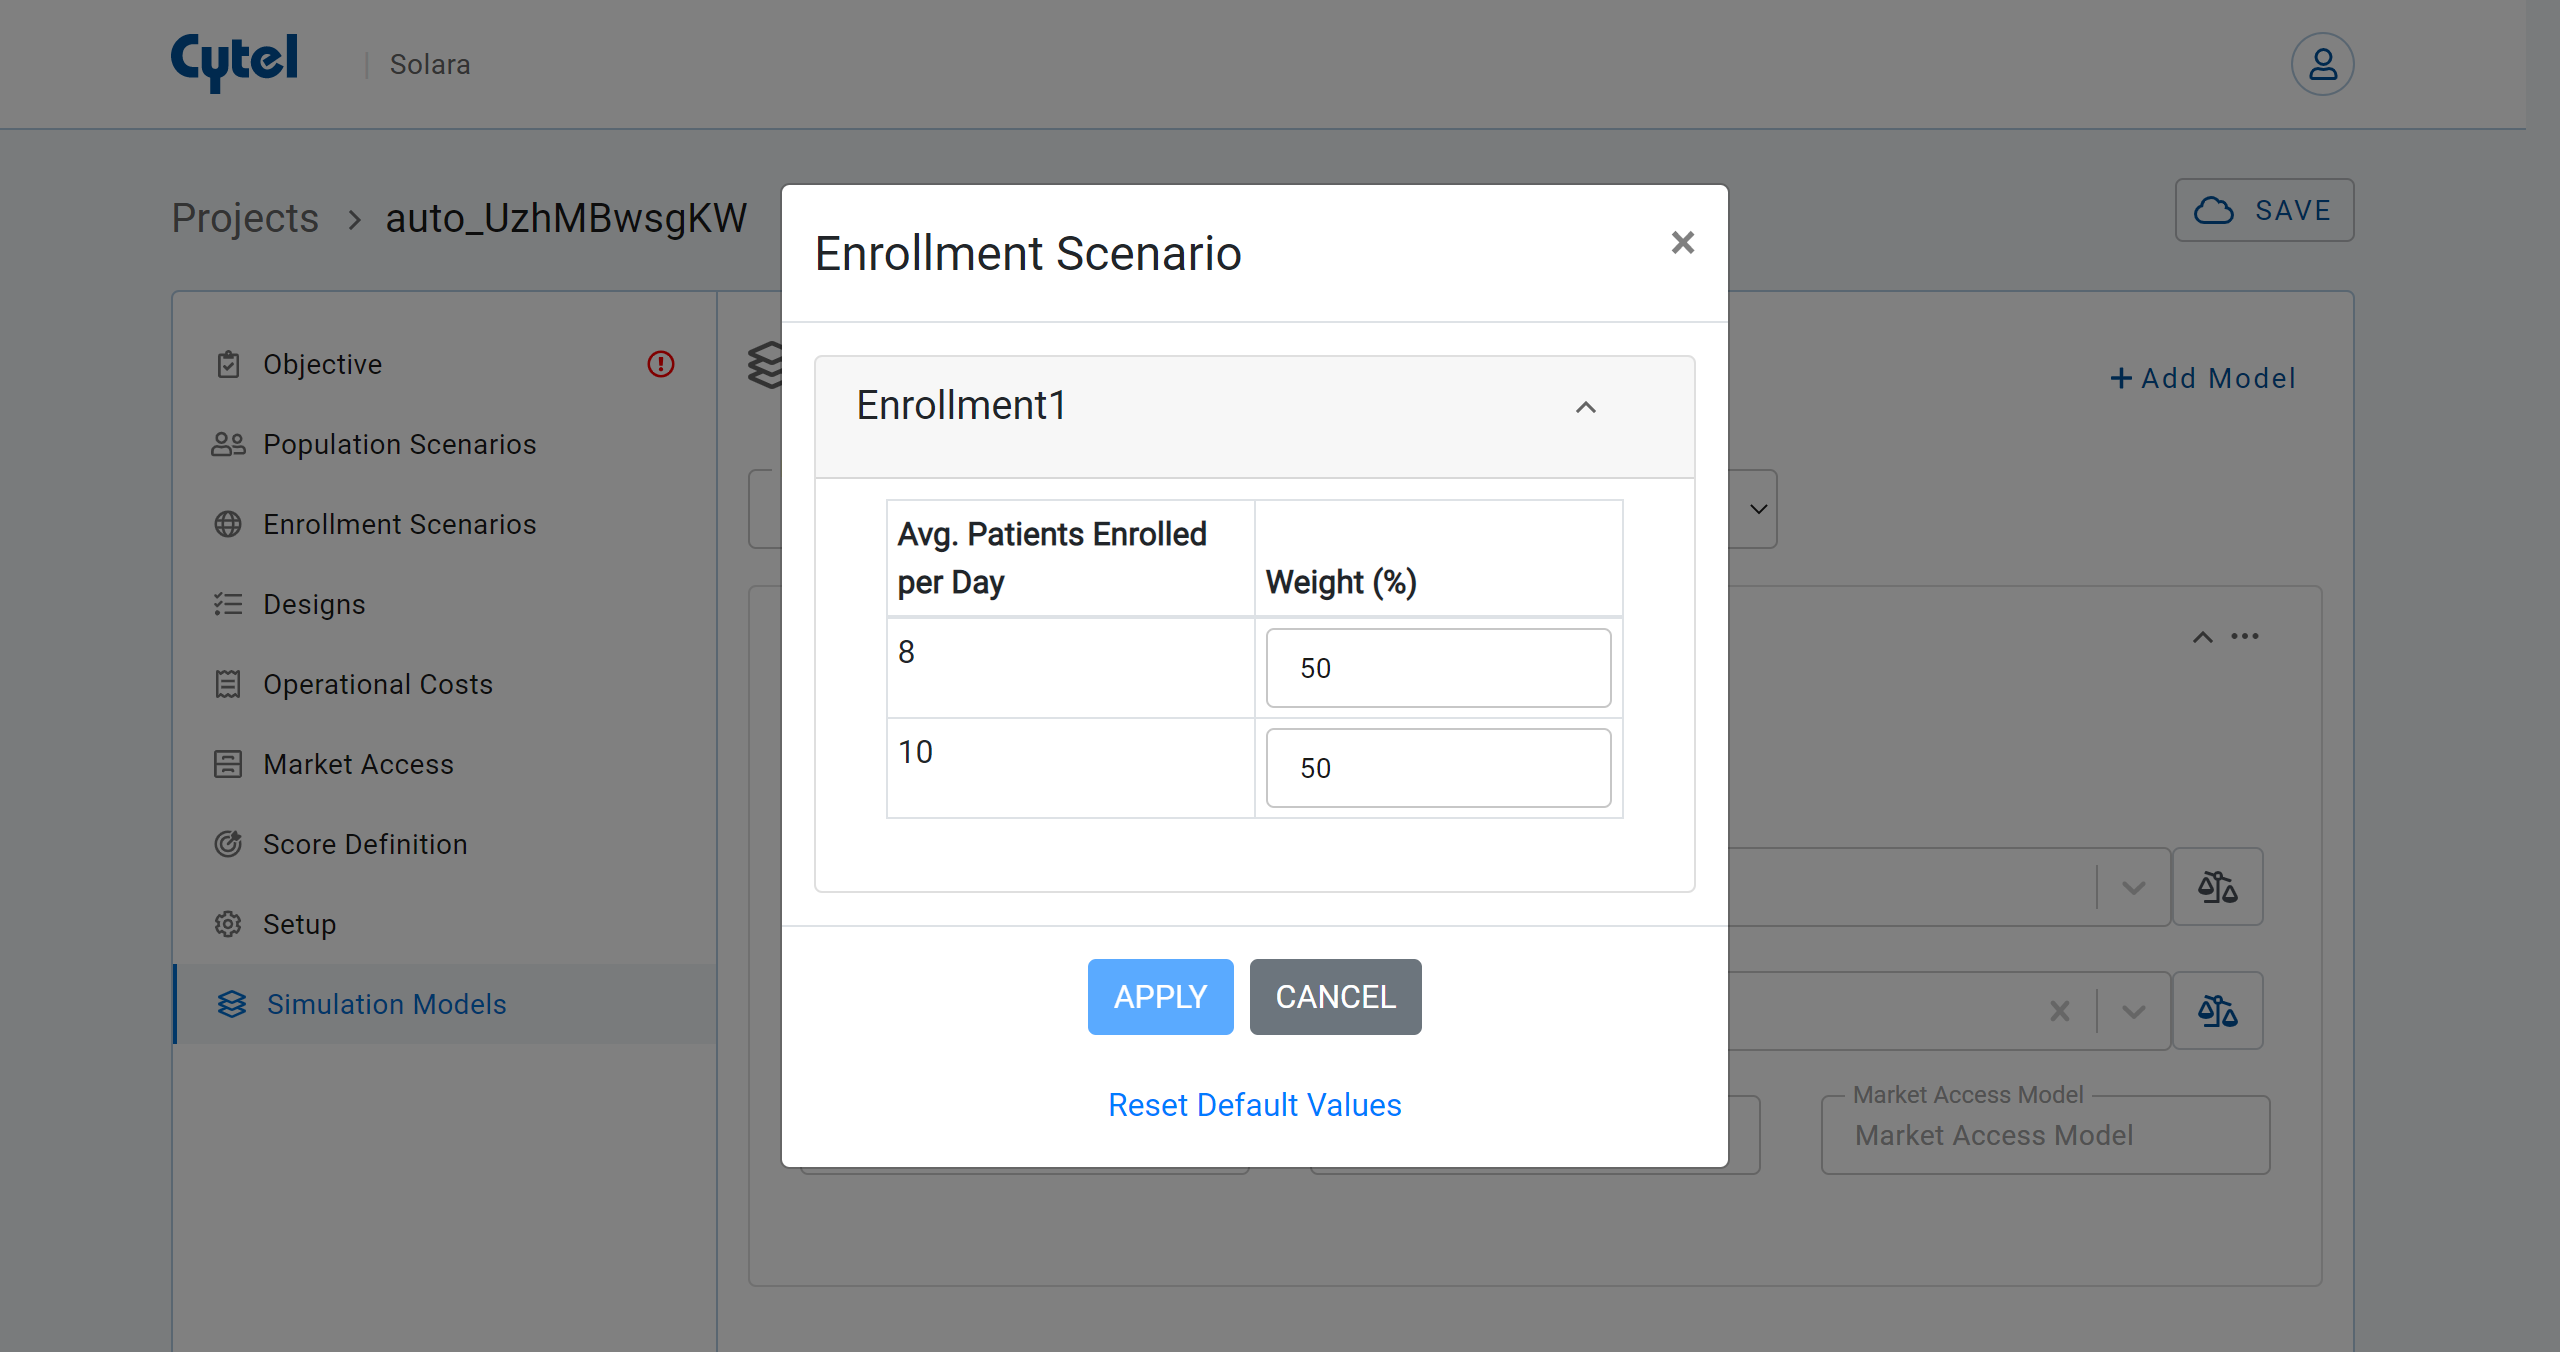 Cytel
Solara
Projects > auto_UzhMBwsgKW
SAVE
Objective
Population Scenarios
Enrollment Scenarios
Designs
Operational Costs
Market Access
Score Definition
Setup
Simulation Models
+ Add Model
Enrollment Scenario
×
Enrollment1
Avg. Patients Enrolled
per Day
Weight (%)
8
50
10
50
APPLY
CANCEL
Reset Default Values
Market Access Model
Market Access Model